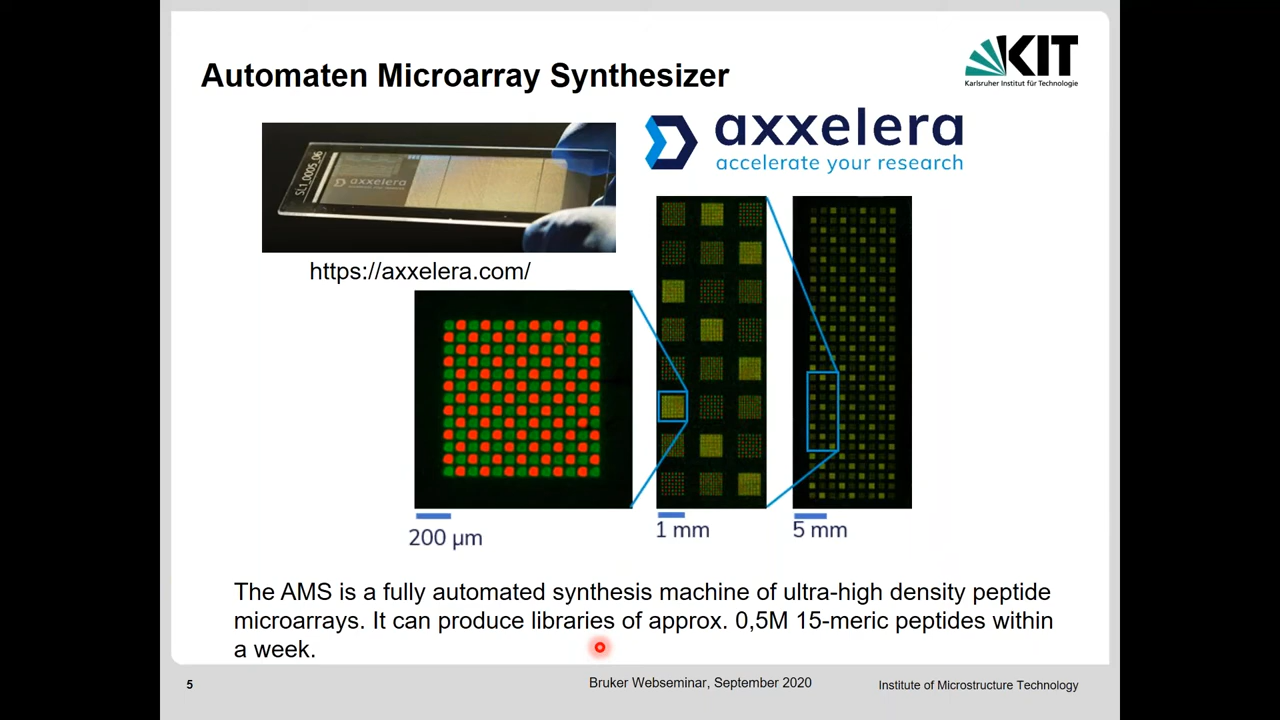 Automaten Microarray Synthesizer
KIT
Karlsruher Institut für Technologie
axxelera
accelerate your research
SL1_0005_06
axxelera
https://axxelera.com/
200 µm
1 mm
5 mm
The AMS is a fully automated synthesis machine of ultra-high density peptide
microarrays. It can produce libraries of approx. 0,5M 15-meric peptides within
a week.
5
Bruker Webseminar, September 2020
Institute of Microstructure Technology